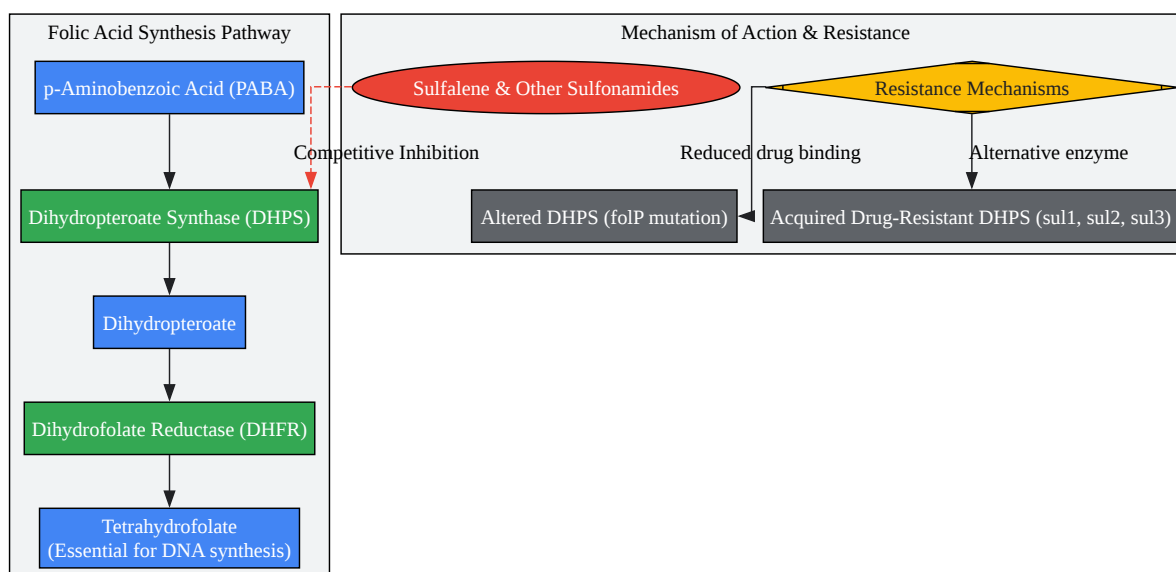 Folic Acid Synthesis Pathway
p-Aminobenzoic Acid (PABA)
Dihydropteroate Synthase (DHPS)
Dihydropteroate
Dihydrofolate Reductase (DHFR)
Tetrahydrofolate
(Essential for DNA synthesis)
Mechanism of Action & Resistance
Sulfalene & Other Sulfonamides
Resistance Mechanisms
Competitive Inhibition
Reduced drug binding
Alternative enzyme
Altered DHPS (folP mutation)
Acquired Drug-Resistant DHPS (sul1, sul2, sul3)